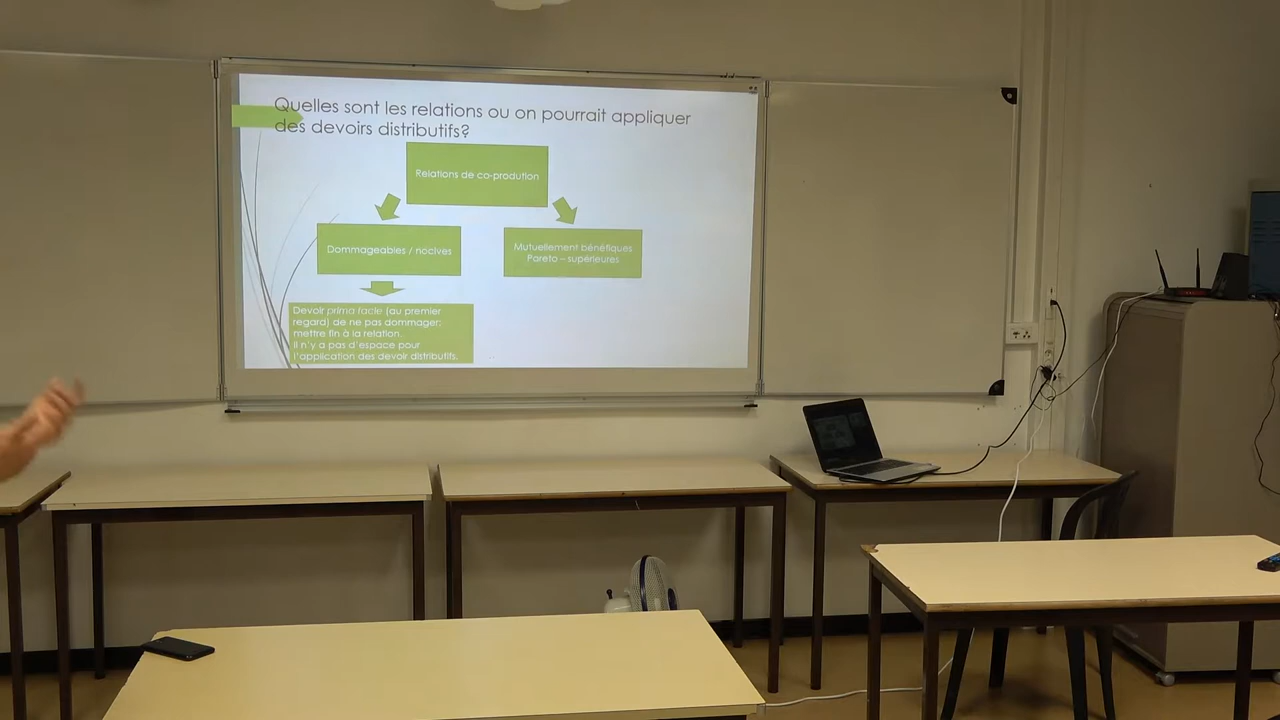 Quelles sont les relations ou on pourrait appliquer
des devoirs distributifs?
Relations de co-prodution
Dommageables / nocives
Mutuellement bénéfiques
Pareto – supérieures
Devoir prima facie (au premier
regard) de ne pas dommager:
mettre fin à la relation.
Il n'y a pas d'espace pour
l'application des devoir distributifs.